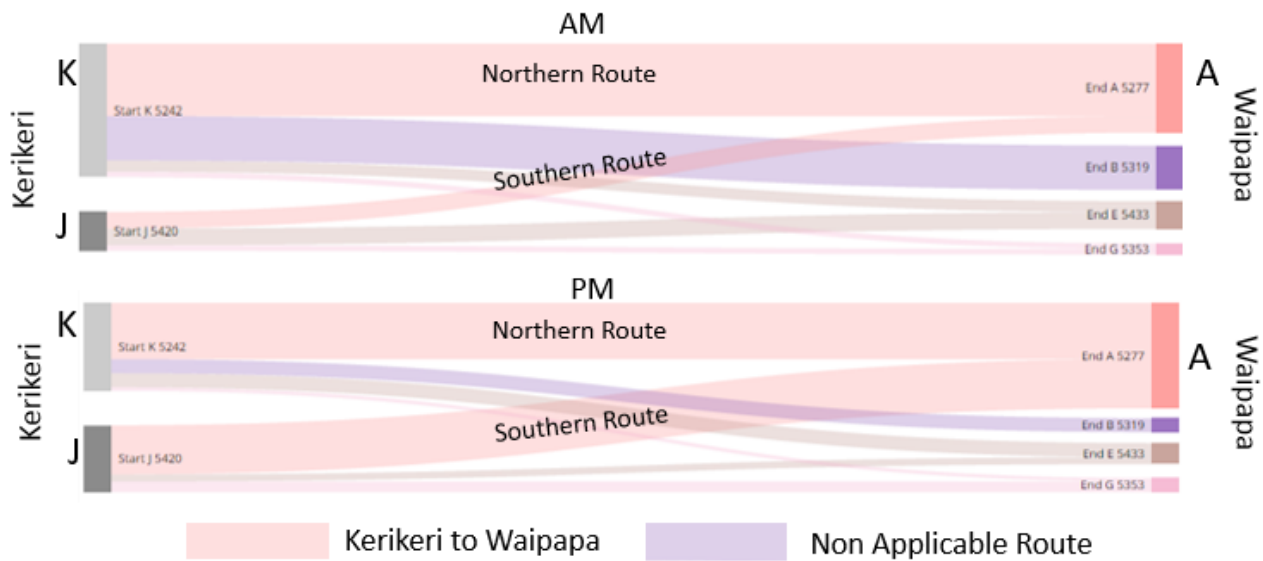 AM
K
Northern Route
A
Start K 5242
End A 5277
Kerikeri
Waipapa
Southern Route
End B 5319
J
Start J 5420
End E 5433
End G 5353
PM
K
Northern Route
A
Start K 5242
End A 5277
Kerikeri
Waipapa
Southern Route
End B 5319
J
Start J 5420
End E 5433
End G 5353
Kerikeri to Waipapa
Non Applicable Route